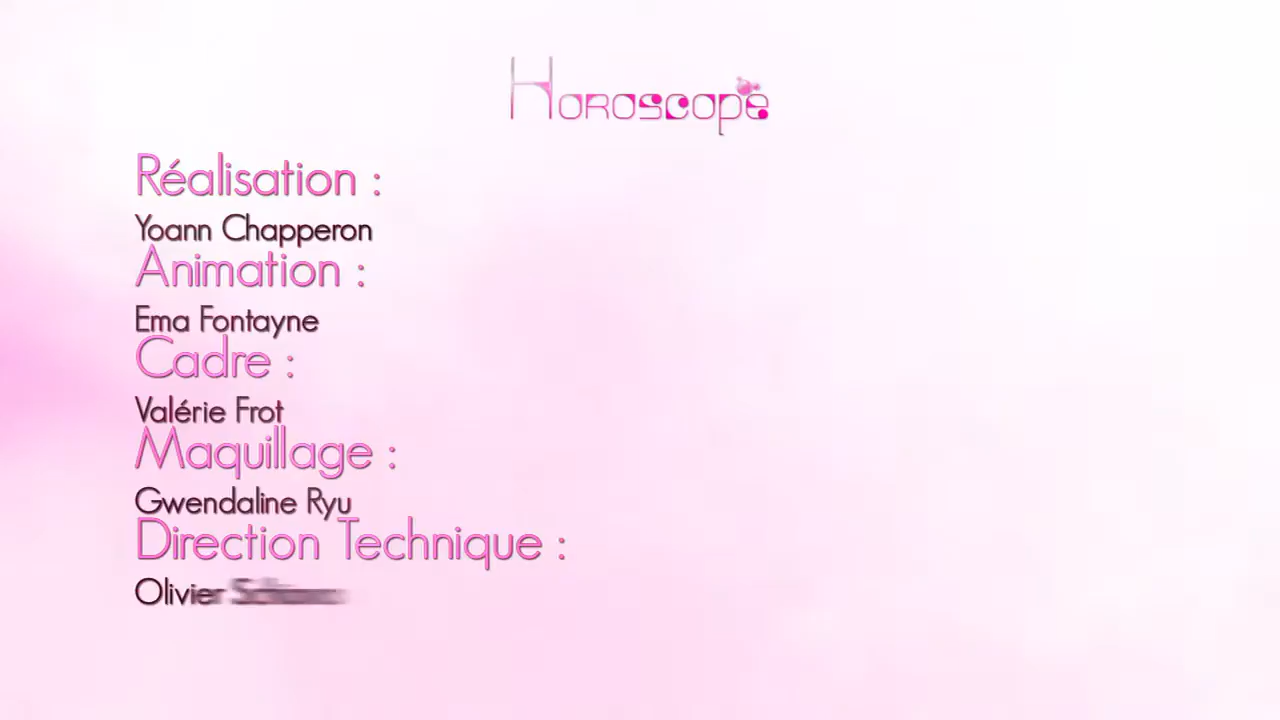 Horoscope
Réalisation :
Yoann Chapperon
Animation :
Ema Fontayne
Cadre :
Valérie Frot
Maquillage :
Gwendaline Ryu
Direction Technique :
Olivier